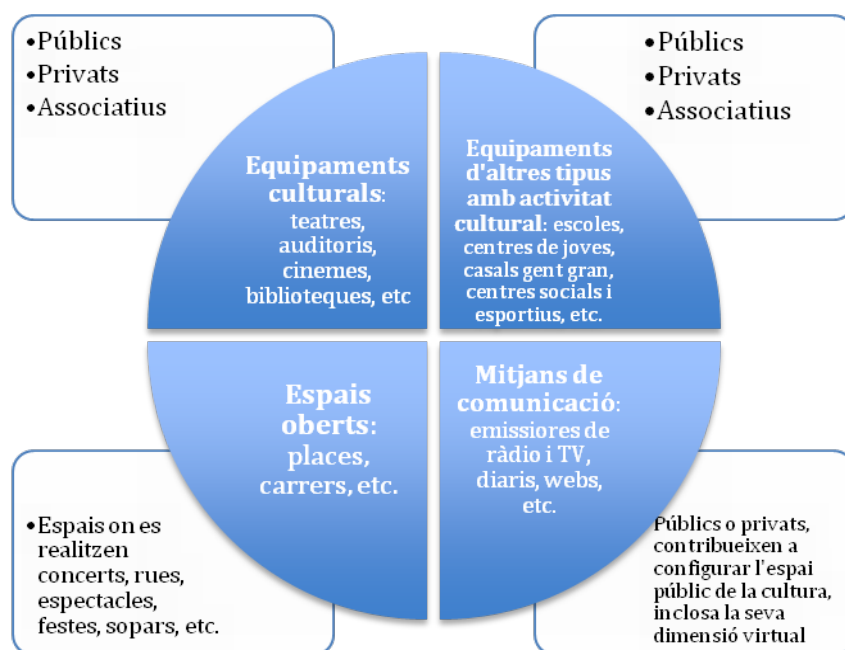 •Públics
•Privats
•Associatius
•Públics
•Privats
•Associatius
Equipaments
culturals:
teatres,
auditoris,
cinemes,
biblioteques, etc
Equipaments
d'altres tipus
amb activitat
cultural: escoles,
centres de joves,
casals gent gran,
centres socials i
esportius, etc.
Espais
oberts:
places,
carrers, etc.
Mitjans de
comunicació:
emissiores de
ràdio i TV,
diaris, webs,
etc.
•Espais on es
realitzen
concerts, rues,
espectacles,
festes, sopars, etc.
Públics o privats,
contribueixen a
configurar l'espai
públic de la cultura,
inclosa la seva
dimensió virtual